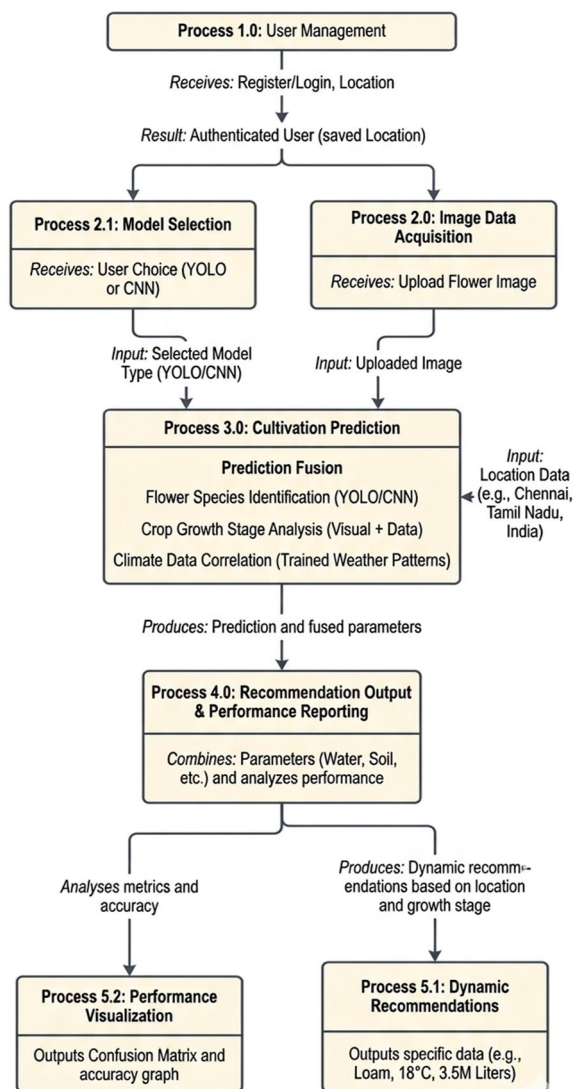 Process 1.0: User Management
Receives: Register/Login, Location
Result: Authenticated User (saved Location)
Process 2.1: Model Selection
Receives: User Choice (YOLO
or CNN)
Process 2.0: Image Data
Acquisition
Receives: Upload Flower Image
Input: Selected Model
Type (YOLO/CNN)
Input: Uploaded Image
Process 3.0: Cultivation Prediction
Prediction Fusion
Flower Species Identification (YOLO/CNN)
Crop Growth Stage Analysis (Visual + Data)
Climate Data Correlation (Trained Weather Patterns)
Input:
Location Data
(e.g., Chennai,
Tamil Nadu,
India)
Produces: Prediction and fused parameters
Process 4.0: Recommendation Output
& Performance Reporting
Combines: Parameters (Water, Soil,
etc.) and analyzes performance
Analyses metrics and
accuracy
Produces: Dynamic recomm-
endations based on location
and growth stage
Process 5.2: Performance
Visualization
Outputs Confusion Matrix and
accuracy graph
Process 5.1: Dynamic
Recommendations
Outputs specific data (e.g.,
Loam, 18°C, 3.5M Liters)